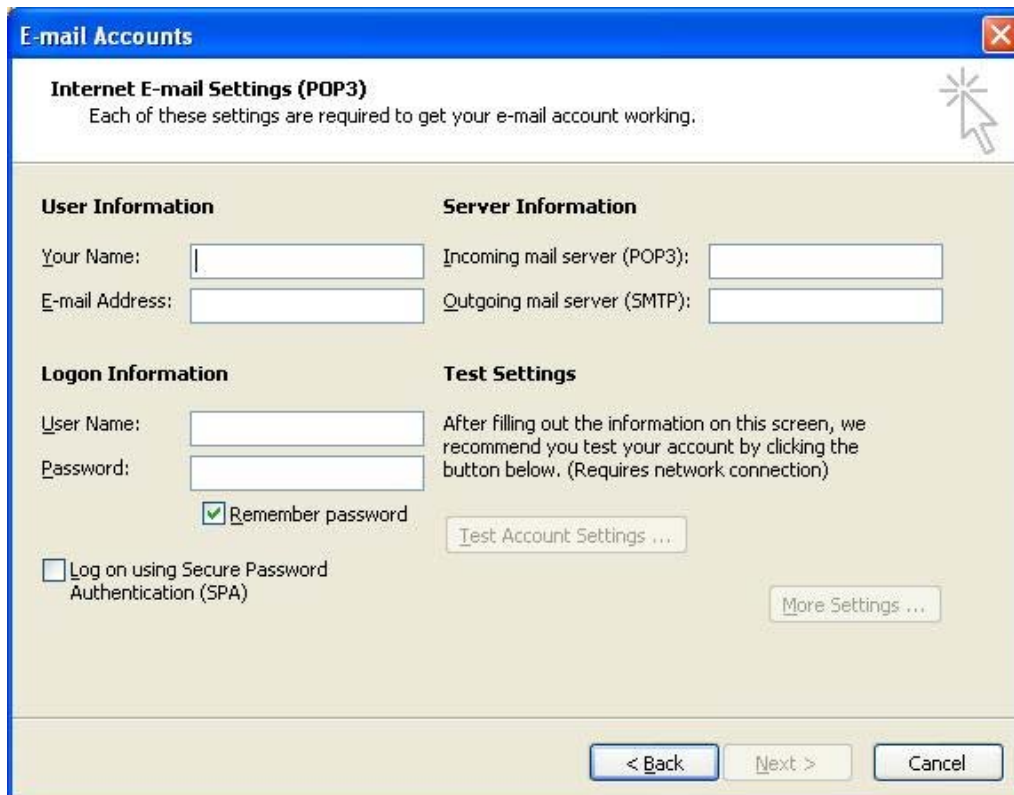 E-mail Accounts
Internet E-mail Settings (POP3)
Each of these settings are required to get your e-mail account working.
User Information
Your Name:
E-mail Address:
Server Information
Incoming mail server (POP3):
Outgoing mail server (SMTP):
Logon Information
User Name:
Password:
Remember password
Log on using Secure Password
Authentication (SPA)
Test Settings
After filling out the information on this screen, we
recommend you test your account by clicking the
button below. (Requires network connection)
Test Account Settings ...
More Settings ...
< Back
Next >
Cancel